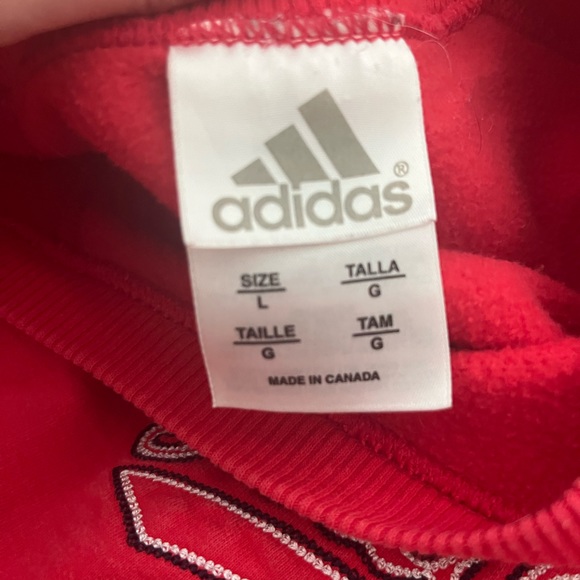 adidas®
SIZE TALLA
L G
TAILLE TAM
G G
MADE IN CANADA